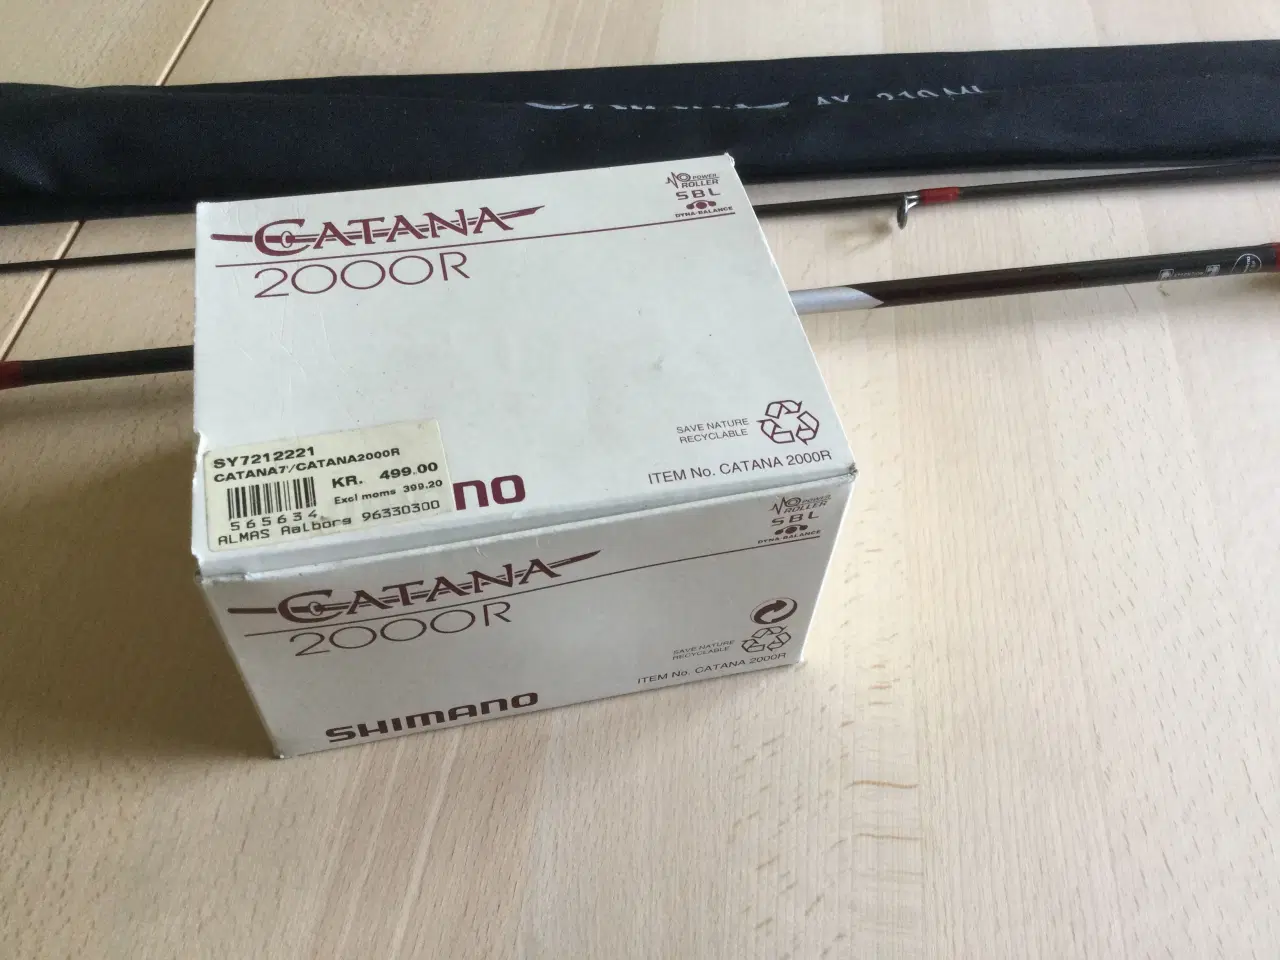 CATANA
2000R
POWER
ROLLER
SBL
DYNA-BALANCE
SAVE NATURE
RECYCLABLE
ITEM No. CATANA 2000R
SY7212221
CATANA7'/CATANA2000R
KR. 499.00
Excl moms 399.20
565634
ALMAS Aalborg 96330300
NO
CATANA
2000R
POWER
ROLLER
SBL
DYNA-BALANCE
SAVE NATURE
RECYCLABLE
ITEM No. CATANA 2000R
SHIMANO